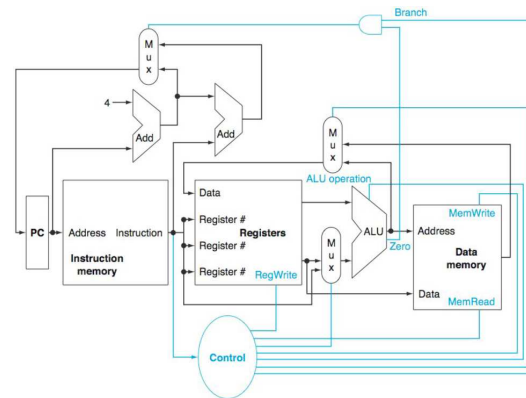 Branch
M
u
x
4
Add
Add
M
u
x
ALU operation
Data
Register #
Register #
Registers
Register #
RegWrite
PC
Address
Instruction
Instruction
memory
M
u
x
ALU
Zero
MemWrite
Address
Data
memory
Data
MemRead
Control